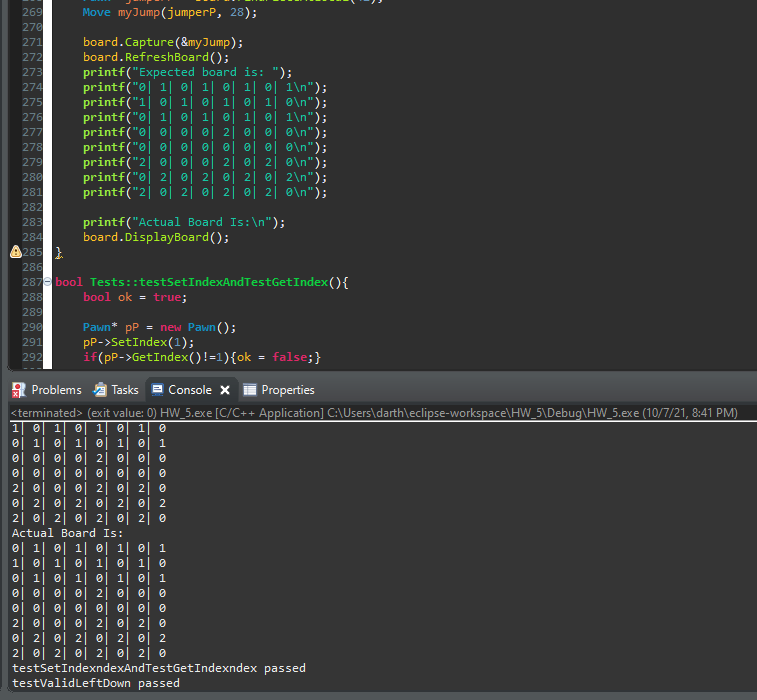 269 Move myJump(jumperP, 28);
270
271 board.Capture(&myJump);
272 board.RefreshBoard();
273 printf("Expected board is: ");
274 printf("0| 1| 0| 1| 0| 1| 0| 1\n");
275 printf("1| 0| 1| 0| 1| 0| 1| 0\n");
276 printf("0| 1| 0| 1| 0| 1| 0| 1\n");
277 printf("0| 0| 0| 0| 2| 0| 0| 0\n");
278 printf("0| 0| 0| 0| 0| 0| 0| 0\n");
279 printf("2| 0| 0| 0| 2| 0| 2| 0\n");
280 printf("0| 2| 0| 2| 0| 2| 0| 2\n");
281 printf("2| 0| 2| 0| 2| 0| 2| 0\n");
282
283 printf("Actual Board Is:\n");
284 board.DisplayBoard();
285 }
286
287 bool Tests::testSetIndexAndTestGetIndex(){
288 bool ok = true;
289
290 Pawn* pP = new Pawn();
291 pP->SetIndex(1);
292 if(pP->GetIndex()!=1){ok = false;}
Problems Tasks Console Properties
<terminated> (exit value: 0) HW_5.exe [C/C++ Application] C:\Users\darth\eclipse-workspace\HW_5\Debug\HW_5.exe (10/7/21, 8:41 PM)
1| 0| 1| 0| 1| 0| 1| 0
0| 1| 0| 1| 0| 1| 0| 1
0| 0| 0| 0| 2| 0| 0| 0
0| 0| 0| 0| 0| 0| 0| 0
2| 0| 0| 0| 2| 0| 2| 0
0| 2| 0| 2| 0| 2| 0| 2
2| 0| 2| 0| 2| 0| 2| 0
Actual Board Is:
0| 1| 0| 1| 0| 1| 0| 1
1| 0| 1| 0| 1| 0| 1| 0
0| 1| 0| 1| 0| 1| 0| 1
0| 0| 0| 0| 2| 0| 0| 0
0| 0| 0| 0| 0| 0| 0| 0
2| 0| 0| 0| 2| 0| 2| 0
0| 2| 0| 2| 0| 2| 0| 2
2| 0| 2| 0| 2| 0| 2| 0
testSetIndexndexAndTestGetIndexndex passed
testValidLeftDown passed